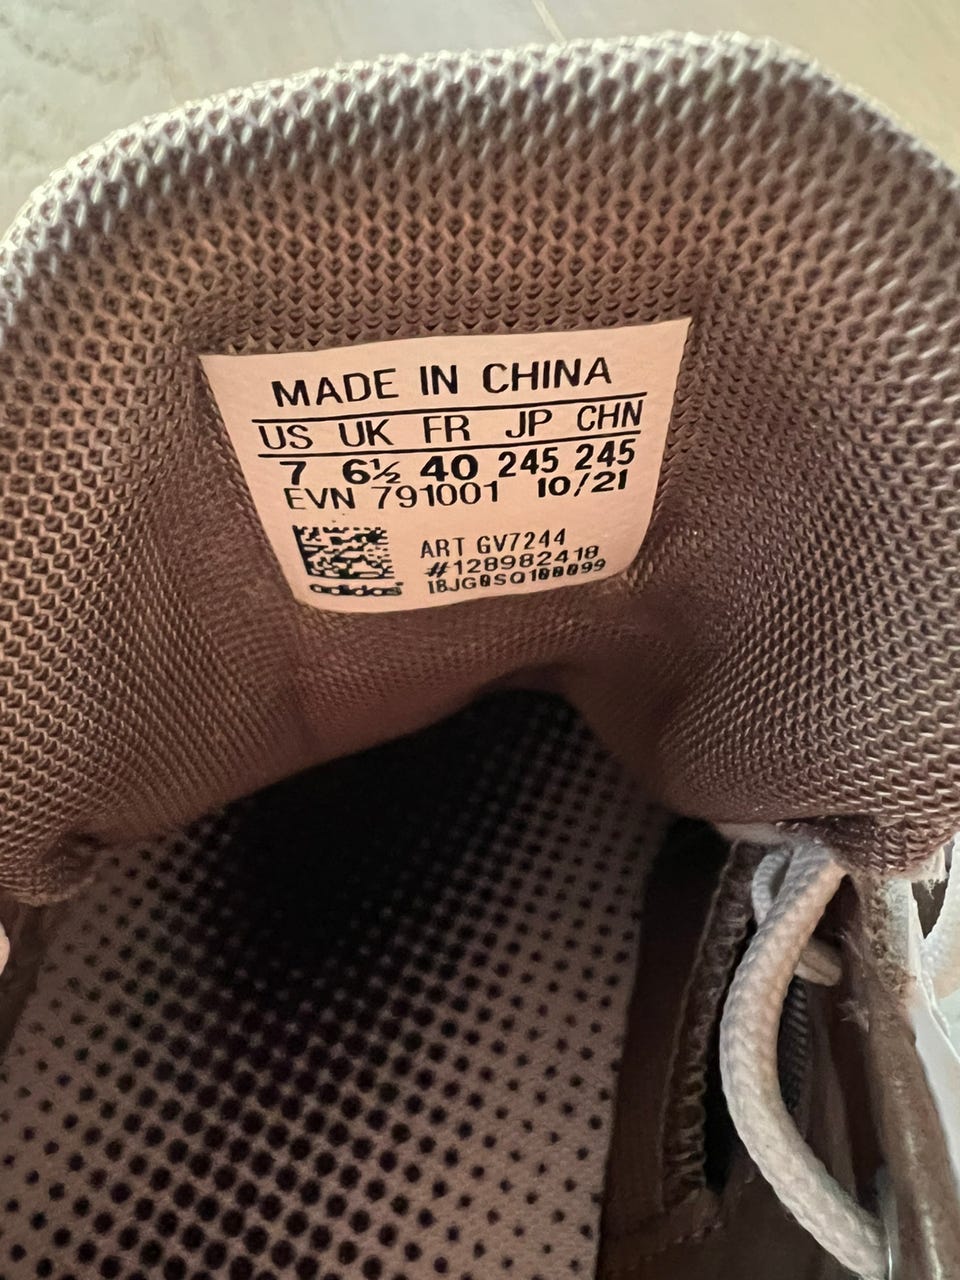 MADE IN CHINA
US UK FR JP CHN
7 6½ 40 245 245
EVN 791001 10/21
ART GV7244
#128982418
adidas